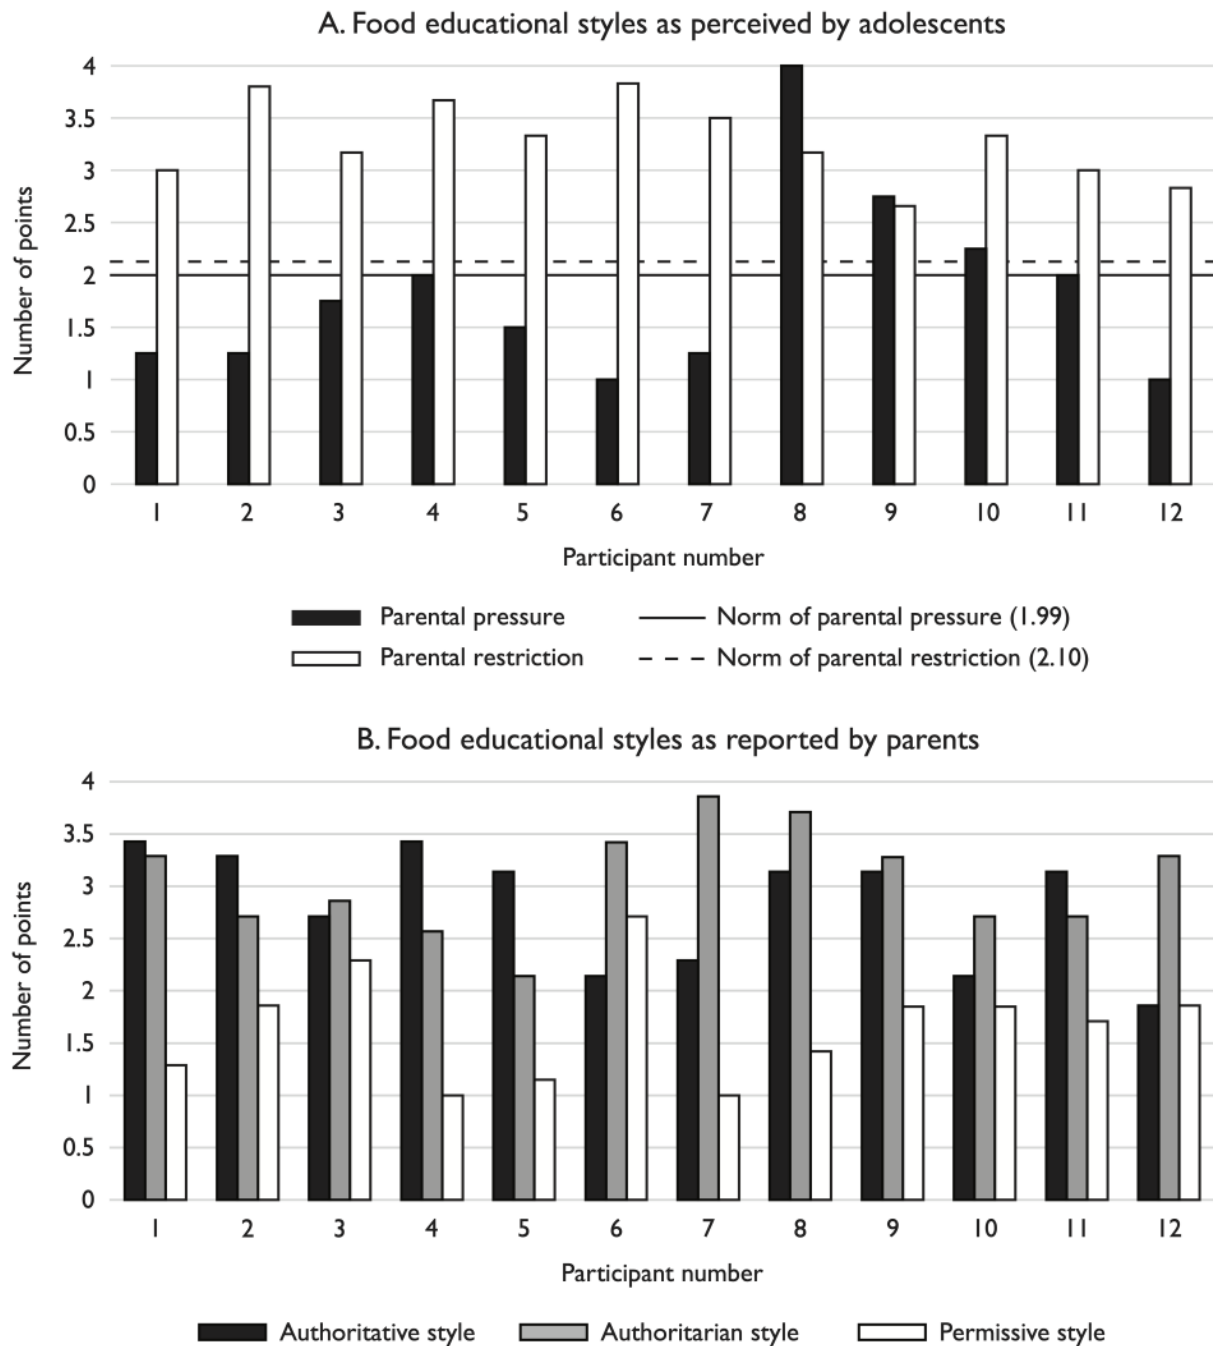 A. Food educational styles as perceived by adolescents
4
3.5
3
2.5
2
1.5
1
0.5
0
Number of points
1 2 3 4 5 6 7 8 9 10 11 12
Participant number
Parental pressure
Norm of parental pressure (1.99)
Parental restriction
Norm of parental restriction (2.10)
B. Food educational styles as reported by parents
4
3.5
3
2.5
2
1.5
1
0.5
0
Number of points
1 2 3 4 5 6 7 8 9 10 11 12
Participant number
Authoritative style
Authoritarian style
Permissive style